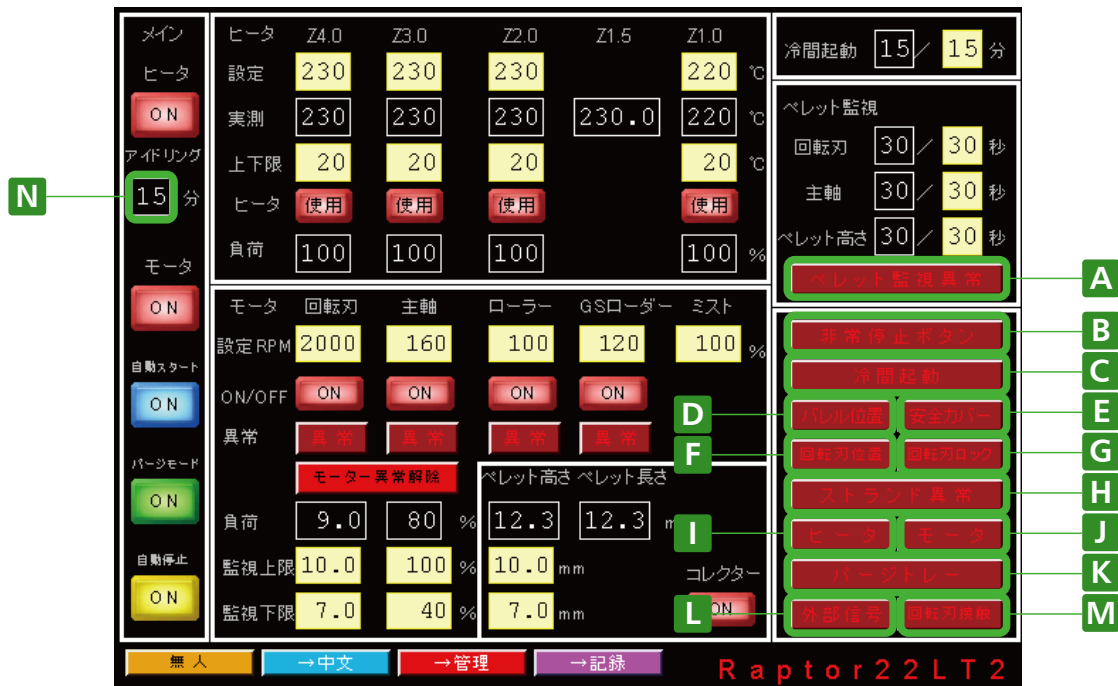 メイン
ヒータ
ON
アイドリング
N
15 分
モータ
ON
自動スタート
ON
パージモード
ON
自動停止
ON
ヒータ Z4.0 Z3.0 Z2.0 Z1.5 Z1.0
設定 230 230 230 220 ℃
実測 230 230 230 230.0 220 ℃
上下限 20 20 20 20 ℃
ヒータ 使用 使用 使用 使用
負荷 100 100 100 100 %
モータ 回転刃 主軸 ローラー GSローダー ミスト
設定RPM 2000 160 100 120 100 %
ON/OFF ON ON ON ON
異常 異常 異常 異常 異常
モーター異常解除
ペレット高さ ペレット長さ
負荷 9.0 80 % 12.3 12.3 m
監視上限 10.0 100 % 10.0 mm
監視下限 7.0 40 % 7.0 mm
コレクター
ON
冷間起動 15/ 15 分
ペレット監視
回転刃 30/ 30 秒
主軸 30/ 30 秒
ペレット高さ 30/ 30 秒
ペレット監視異常 A
非常停止ボタン B
冷間起動 C
D バレル位置 安全カバー E
F 回転刃位置 回転刃ロック G
ストランド異常 H
I ヒータ モータ J
パージトレー K
L 外部信号 回転刃接触 M
無人 →中文 →管理 →記録 Raptor22LT2